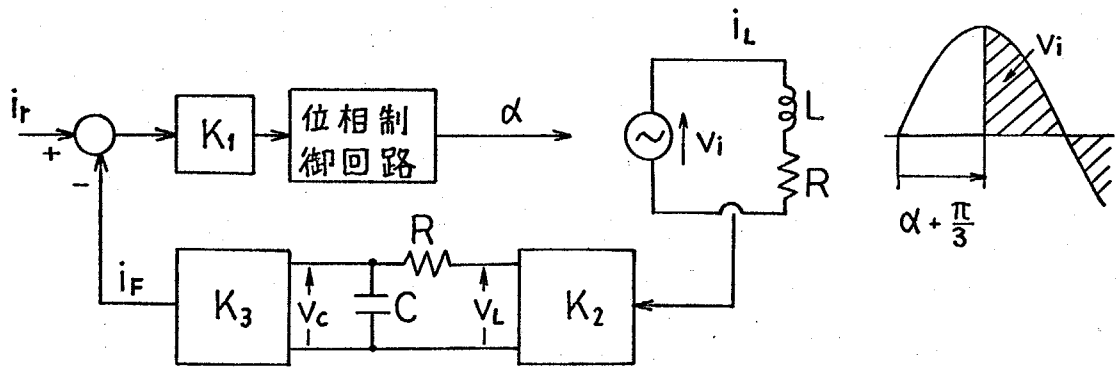 iL
Vi
ir
+
-
K1
位相制
御回路
α
Vi
L
R
α + π/3
iF
K3
Vc
C
R
VL
K2